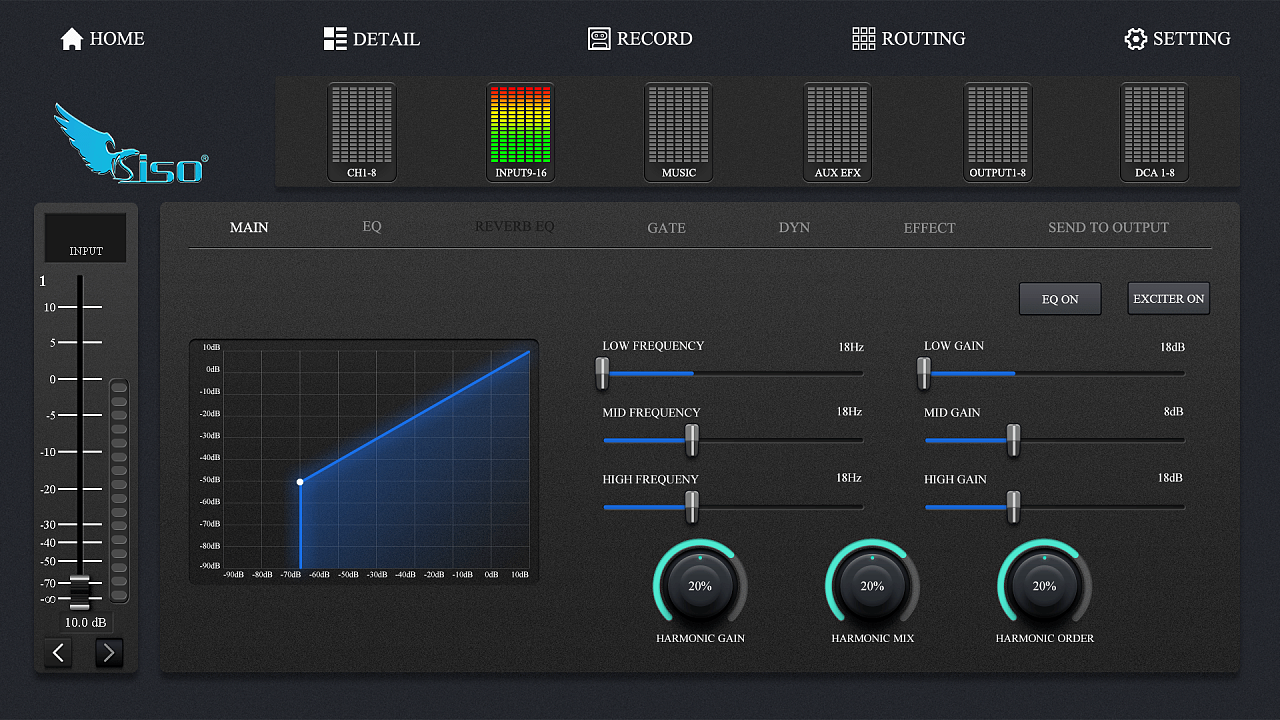 HOME DETAIL RECORD ROUTING SETTING
Siso®
CH1-8 INPUT9-16 MUSIC AUX EFX OUTPUT1-8 DCA 1-8
MAIN EQ REVERB EQ GATE DYN EFFECT SEND TO OUTPUT
INPUT
1
10
5
0
-5
-10
-20
-30
-40
-50
-70
-∞
10.0 dB
EQ ON EXCITER ON
10dB
0dB
-10dB
-20dB
-30dB
-40dB
-50dB
-60dB
-70dB
-80dB
-90dB
-90dB -80dB -70dB -60dB -50dB -40dB -30dB -20dB -10dB 0dB 10dB
LOW FREQUENCY 18Hz LOW GAIN 18dB
MID FREQUENCY 18Hz MID GAIN 8dB
HIGH FREQUENY 18Hz HIGH GAIN 18dB
20% 20% 20%
HARMONIC GAIN HARMONIC MIX HARMONIC ORDER